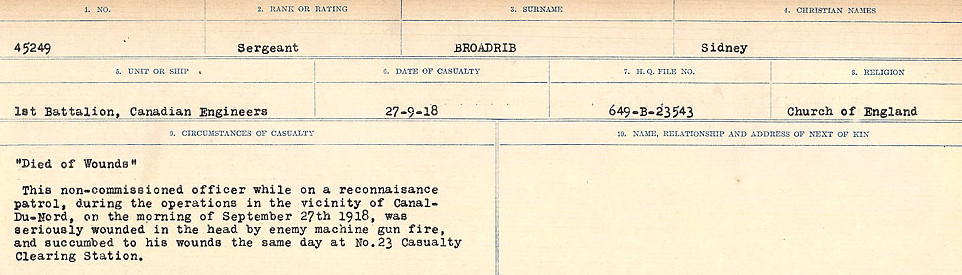 1. NO. 2. RANK OR RATING 3. SURNAME 4. CHRISTIAN NAMES
45249 Sergeant BROADRIB Sidney
5. UNIT OR SHIP 6. DATE OF CASUALTY 7. H.Q. FILE NO. 8. RELIGION
1st Battalion, Canadian Engineers 27-9-18 649-B-23543 Church of England
9. CIRCUMSTANCES OF CASUALTY 10. NAME, RELATIONSHIP AND ADDRESS OF NEXT OF KIN
"Died of Wounds"
This non-commissioned officer while on a reconnaisance
patrol, during the operations in the vicinity of Canal-
Du-Nord, on the morning of September 27th 1918, was
seriously wounded in the head by enemy machine gun fire,
and succumbed to his wounds the same day at No.23 Casualty
Clearing Station.